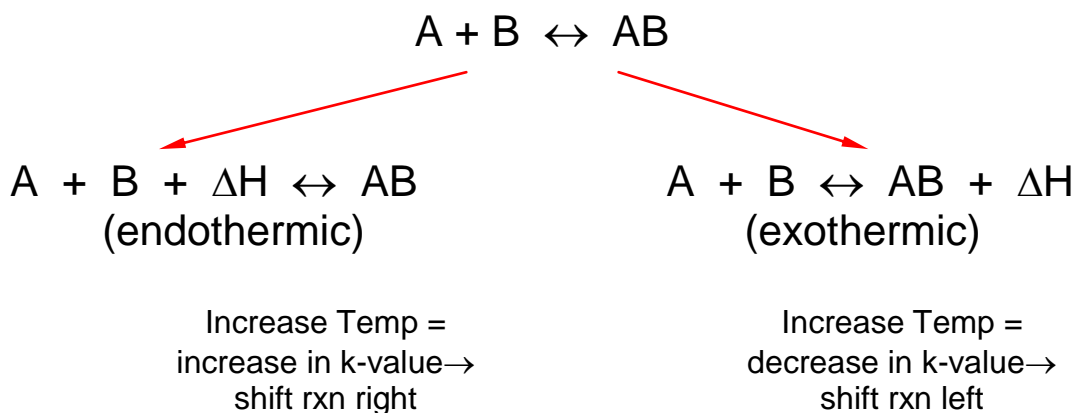 A + B ↔ AB
A + B + ΔH ↔ AB
(endothermic)
A + B ↔ AB + ΔH
(exothermic)
Increase Temp =
increase in k-value→
shift rxn right
Increase Temp =
decrease in k-value→
shift rxn left